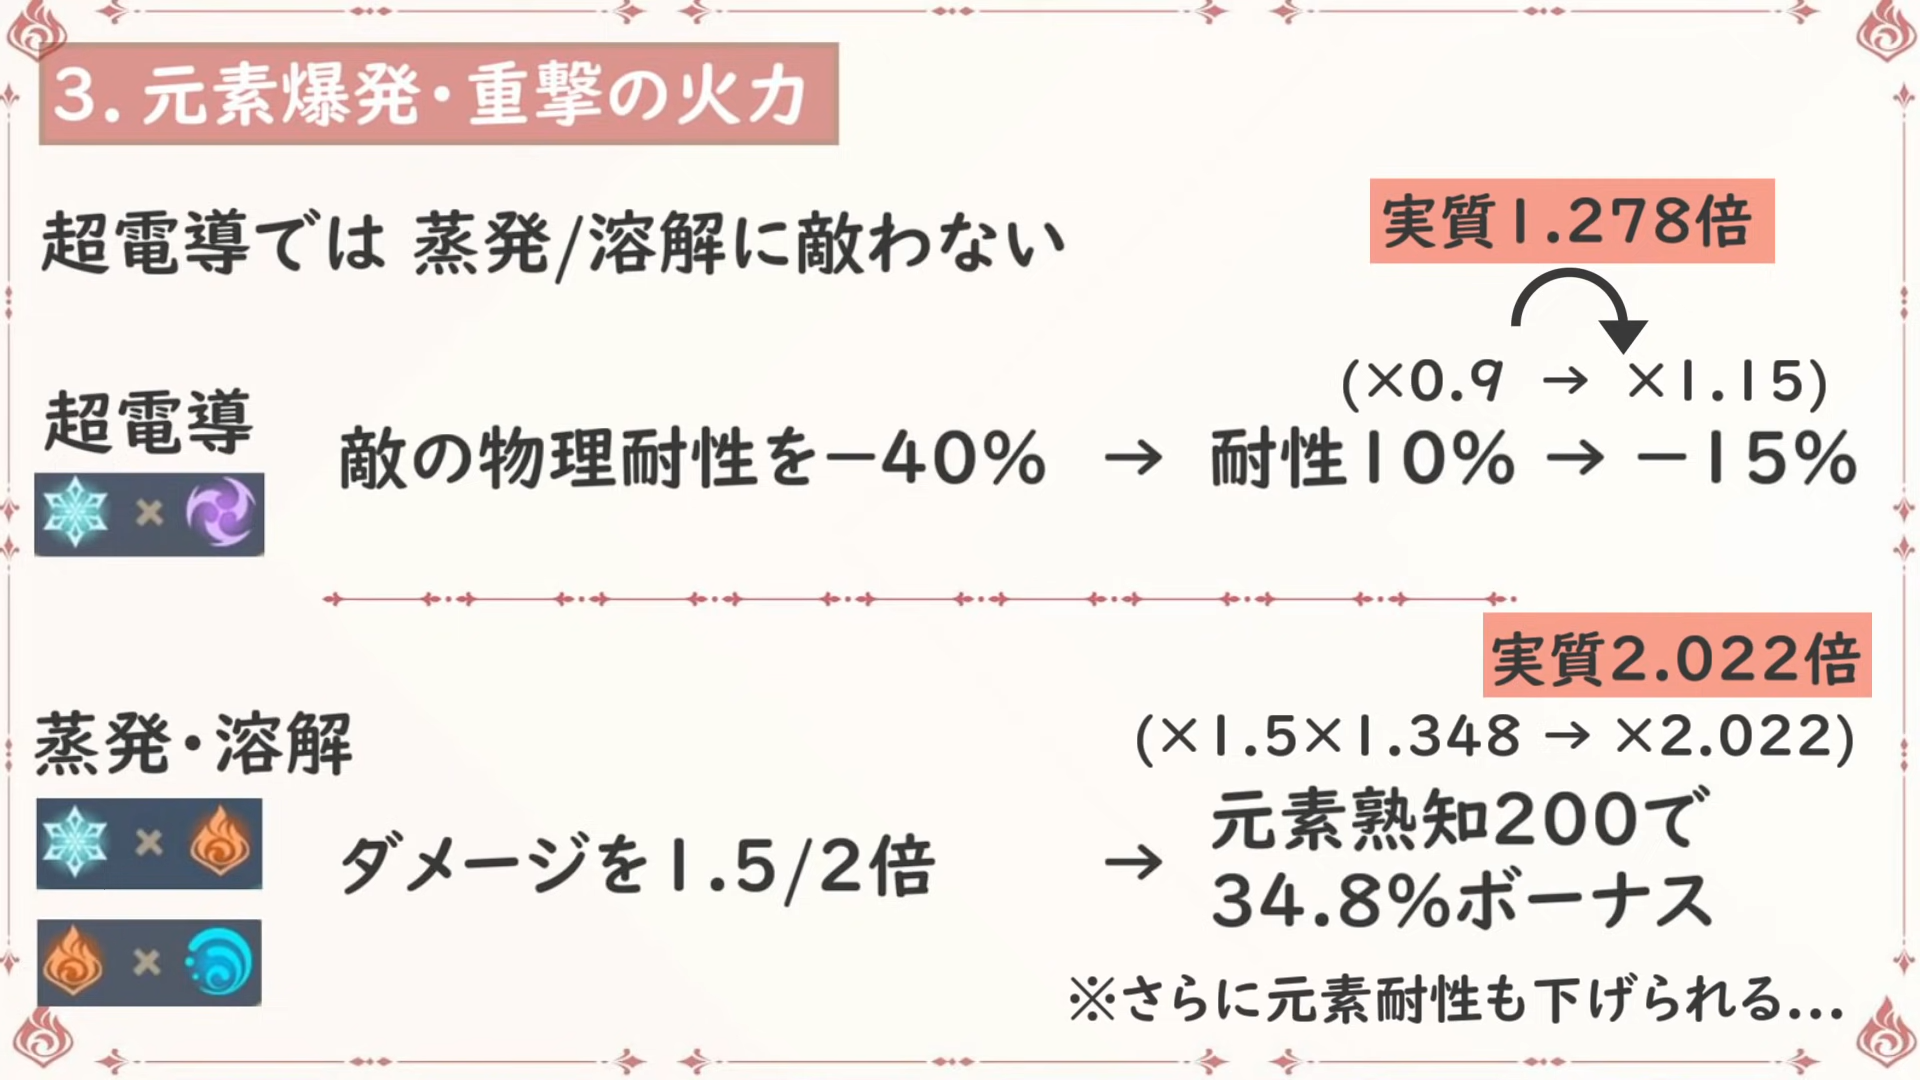 3. 元素爆発・重撃の火力
超電導では 蒸発/溶解に敵わない
実質1.278倍
(×0.9 → ×1.15)
超電導
敵の物理耐性を−40% → 耐性10% → −15%
実質2.022倍
(×1.5×1.348 → ×2.022)
蒸発・溶解
ダメージを1.5/2倍 → 元素熟知200で
34.8%ボーナス
※さらに元素耐性も下げられる...